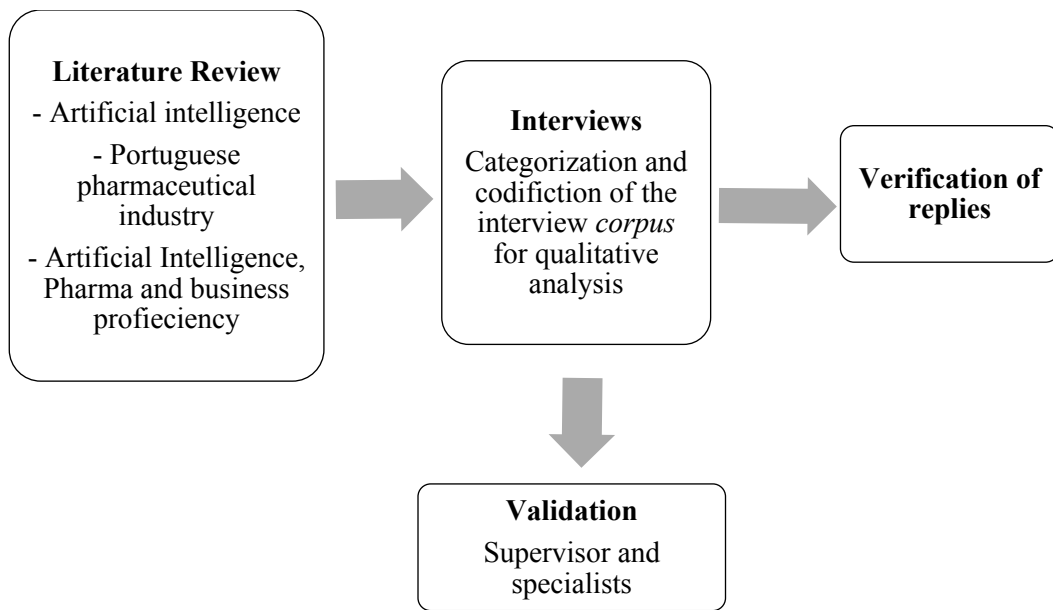 Literature Review
- Artificial intelligence
- Portuguese
pharmaceutical
industry
- Artificial Intelligence,
Pharma and business
profieciency
Interviews
Categorization and
codifiction of the
interview corpus
for qualitative
analysis
Verification of
replies
Validation
Supervisor and
specialists